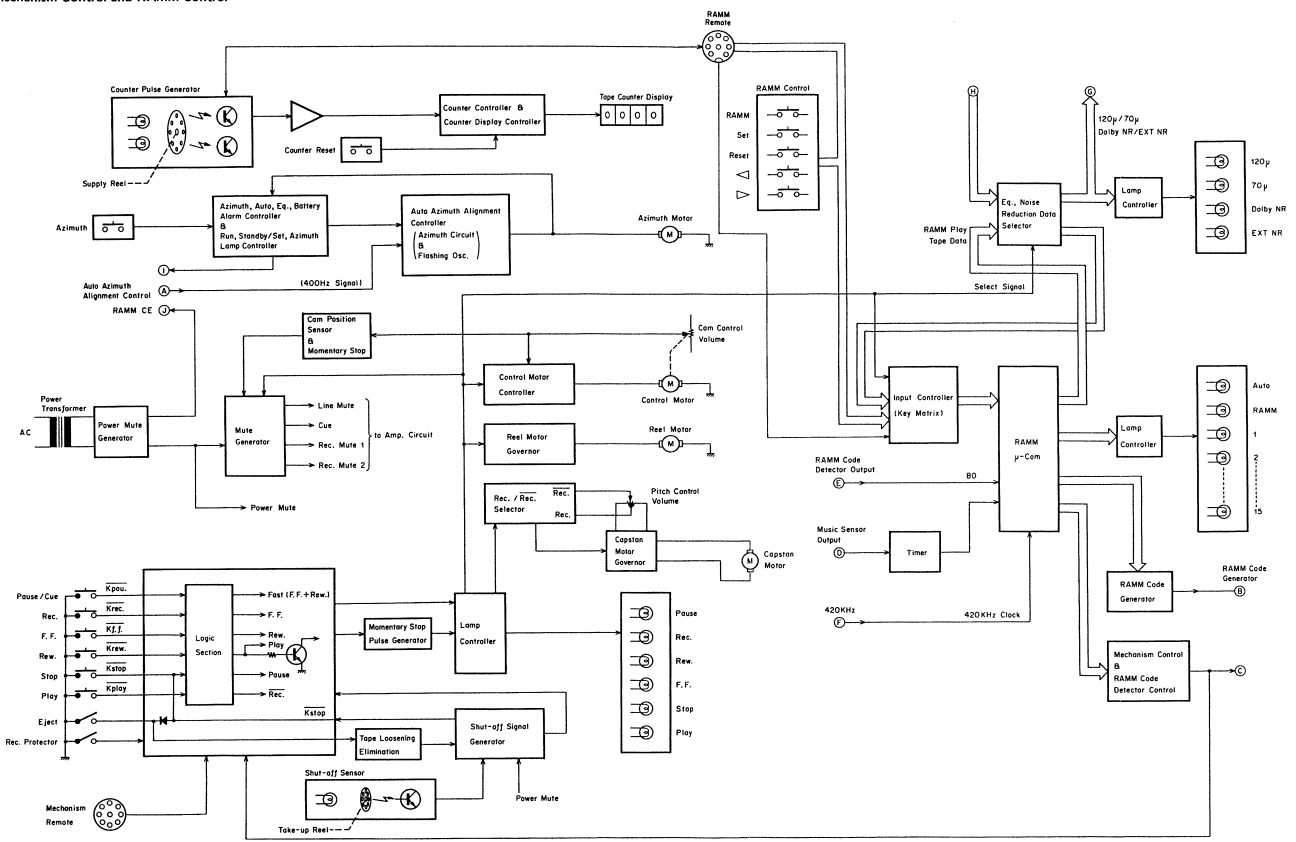 Mechanism Control and RAMM Control
RAMM
Remote
Counter Pulse Generator
Supply Reel
Counter Controller &
Counter Display Controller
Tape Counter Display
0 0 0 0
Counter Reset
RAMM Control
RAMM
Set
Reset
H
G
120μ/70μ
Dolby NR/EXT NR
Eq., Noise
Reduction Data
Selector
Lamp
Controller
120μ
70μ
Dolby NR
EXT NR
RAMM Play
Tape Data
Select Signal
Azimuth
Azimuth, Auto, Eq., Battery
Alarm Controller
&
Run, Standby/Set, Azimuth
Lamp Controller
Auto Azimuth Alignment
Controller
(Azimuth Circuit
&
Flashing Osc.)
Azimuth Motor
M
I
Auto Azimuth
Alignment Control
A
(400Hz Signal)
RAMM CE
J
Cam Position
Sensor
&
Momentary Stop
Cam Control
Volume
Control Motor
Controller
M
Control Motor
Power
Transformer
AC
Power Mute
Generator
Mute
Generator
Line Mute
Cue
Rec. Mute 1
Rec. Mute 2
to Amp. Circuit
Power Mute
Reel Motor
Governor
Reel Motor
M
Rec. / R̅e̅c̅.̅
Selector
R̅e̅c̅.̅
Rec.
Pitch Control
Volume
Capstan
Motor
Governor
M
Capstan
Motor
Input Controller
(Key Matrix)
RAMM
μ-Com
RAMM Code
Detector Output
E
BO
Music Sensor
Output
D
Timer
420KHz
F
420KHz Clock
Lamp
Controller
Auto
RAMM
1
2
15
RAMM Code
Generator
RAMM Code
Generator
B
Mechanism Control
&
RAMM Code
Detector Control
C
Pause/Cue
Rec.
F.F.
Rew.
Stop
Play
Eject
Rec. Protector
K̅p̅a̅u̅.̅
K̅r̅e̅c̅.̅
K̅f̅.̅f̅.̅
K̅r̅e̅w̅.̅
K̅s̅t̅o̅p̅
K̅p̅l̅a̅y̅
Logic
Section
Fast (F.F.+Rew.)
F.F.
Rew.
Play
Pause
R̅e̅c̅.̅
K̅s̅t̅o̅p̅
Momentary Stop
Pulse Generator
Lamp
Controller
Pause
Rec.
Rew.
F.F.
Stop
Play
Tape Loosening
Elimination
Shut-off Signal
Generator
Shut-off Sensor
Take-up Reel
Power Mute
Mechanism
Remote